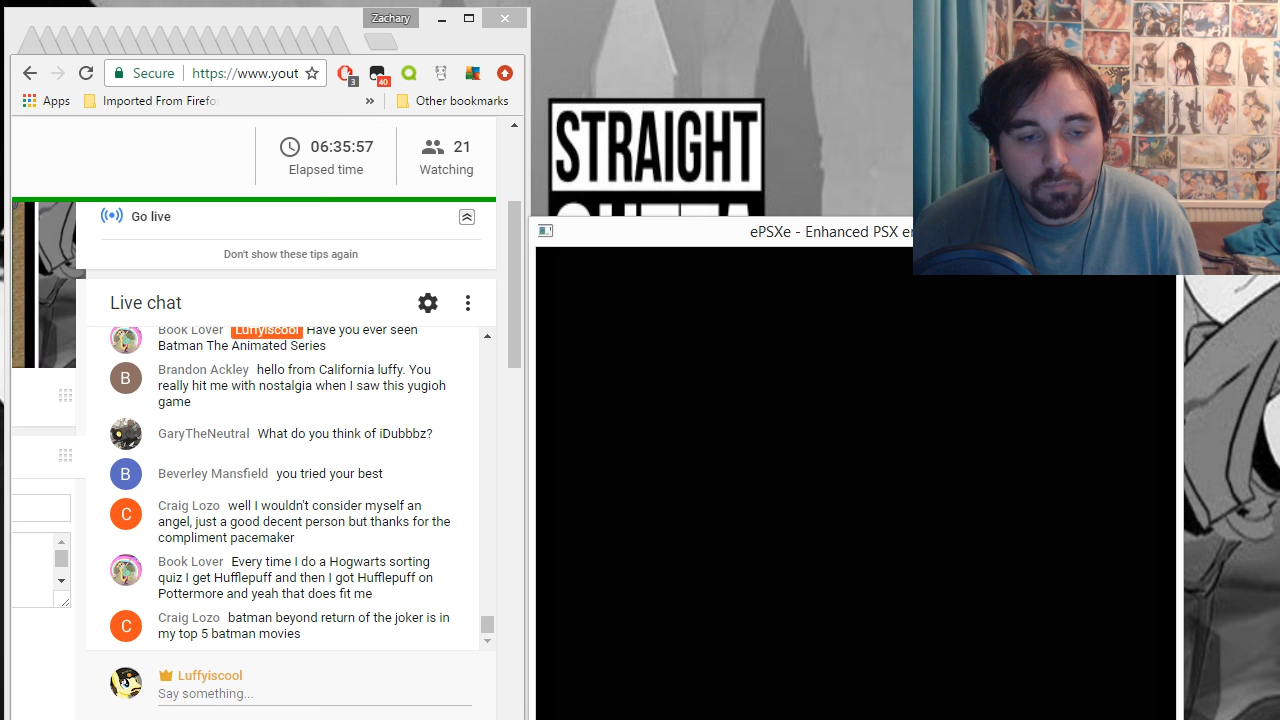 Zachary
Secure https://www.yout
3
40
Apps Imported From Firefo » Other bookmarks
06:35:57 21
Elapsed time Watching
Go live
Don't show these tips again
Live chat
Book Lover Luffyiscool Have you ever seen
Batman The Animated Series
B Brandon Ackley hello from California luffy. You
really hit me with nostalgia when I saw this yugioh
game
GaryTheNeutral What do you think of iDubbbz?
B Beverley Mansfield you tried your best
C Craig Lozo well I wouldn't consider myself an
angel, just a good decent person but thanks for the
compliment pacemaker
Book Lover Every time I do a Hogwarts sorting
quiz I get Hufflepuff and then I got Hufflepuff on
Pottermore and yeah that does fit me
C Craig Lozo batman beyond return of the joker is in
my top 5 batman movies
Luffyiscool
Say something...
STRAIGHT
ePSXe - Enhanced PSX